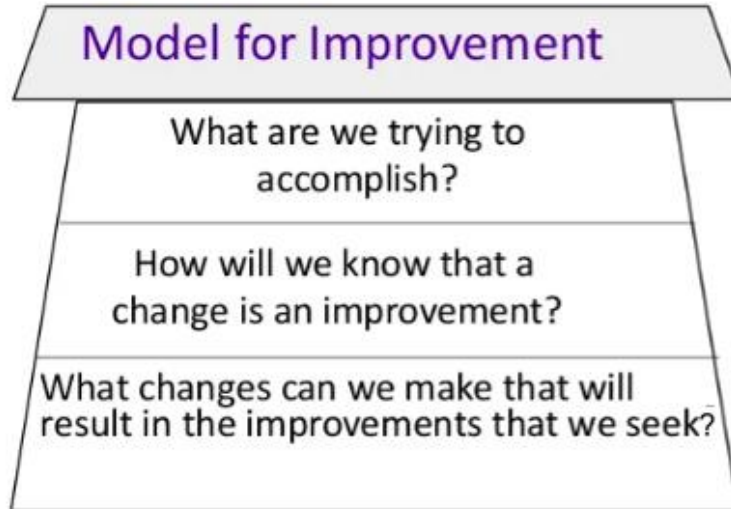 Model for Improvement
What are we trying to
accomplish?
How will we know that a
change is an improvement?
What changes can we make that will
result in the improvements that we seek?